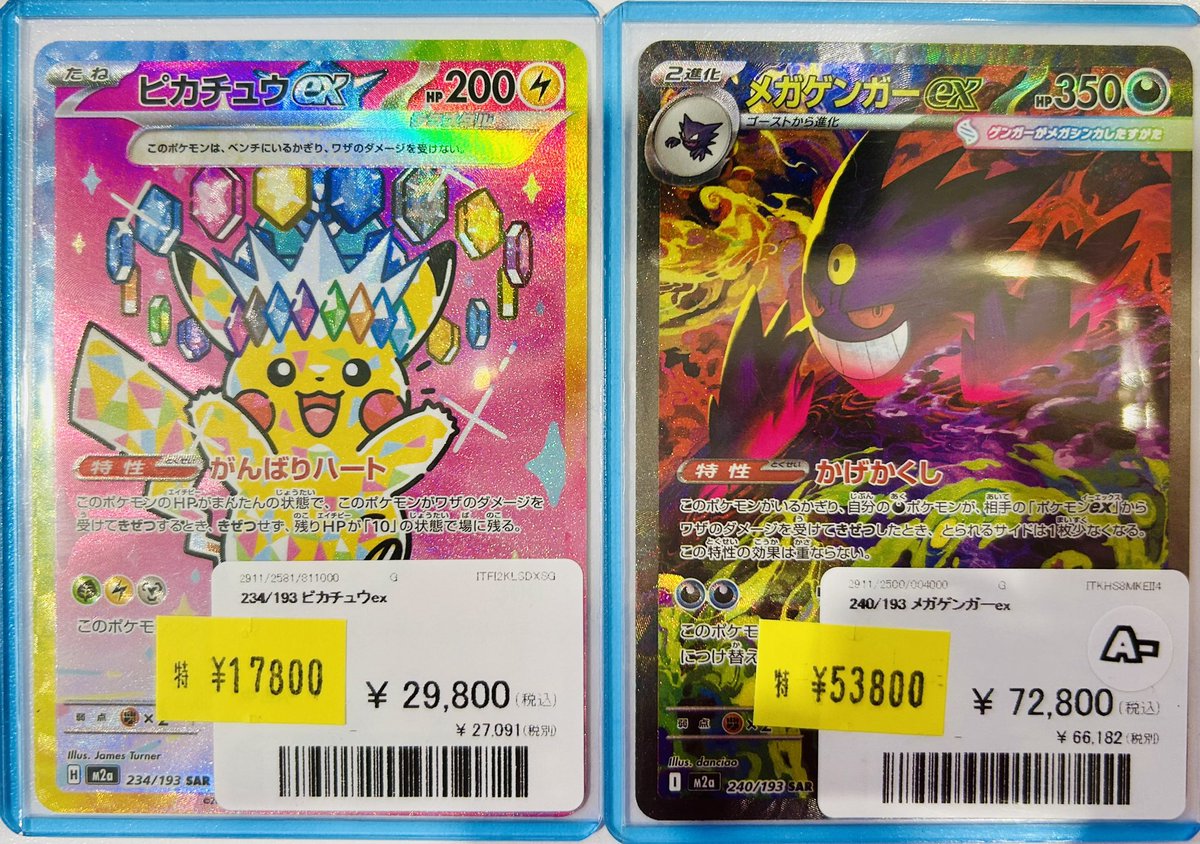 たね
ピカチュウex
HP200
このポケモンは、ベンチにいるかぎり、ワザのダメージを受けない。
特性
とくせい
がんばりハート
このポケモンのHPがまんたんの状態で、このポケモンがワザのダメージを
受けてきぜつするとき、きぜつせず、残りHPが「10」の状態で場に残る。
このポケモ
2911/2581/811000 G ITFI2KLSDXSG
234/193 ピカチュウex
特 ¥17800
¥ 29,800(税込)
¥ 27,091(税別)
弱点 ×2
Illus. James Turner
H m2a 234/193 SAR
2進化
メガゲンガーex
HP350
ゴーストから進化
ゲンガーがメガシンカしたすがた
特性
とくせい
かげかくし
このポケモンがいるかぎり、自分のポケモンが、相手の「ポケモンex」から
ワザのダメージを受けてきぜつしたとき、とられるサイドは1枚少なくなる。
この特性の効果は重ならない。
このポケモ
につけ替え
2911/2500/004000 G ITKHS8MKEII4
240/193 メガゲンガーex
A-
特 ¥53800
¥ 72,800(税込)
¥ 66,182(税別)
弱点 ×2
Illus. danciao
I m2a 240/193 SAR